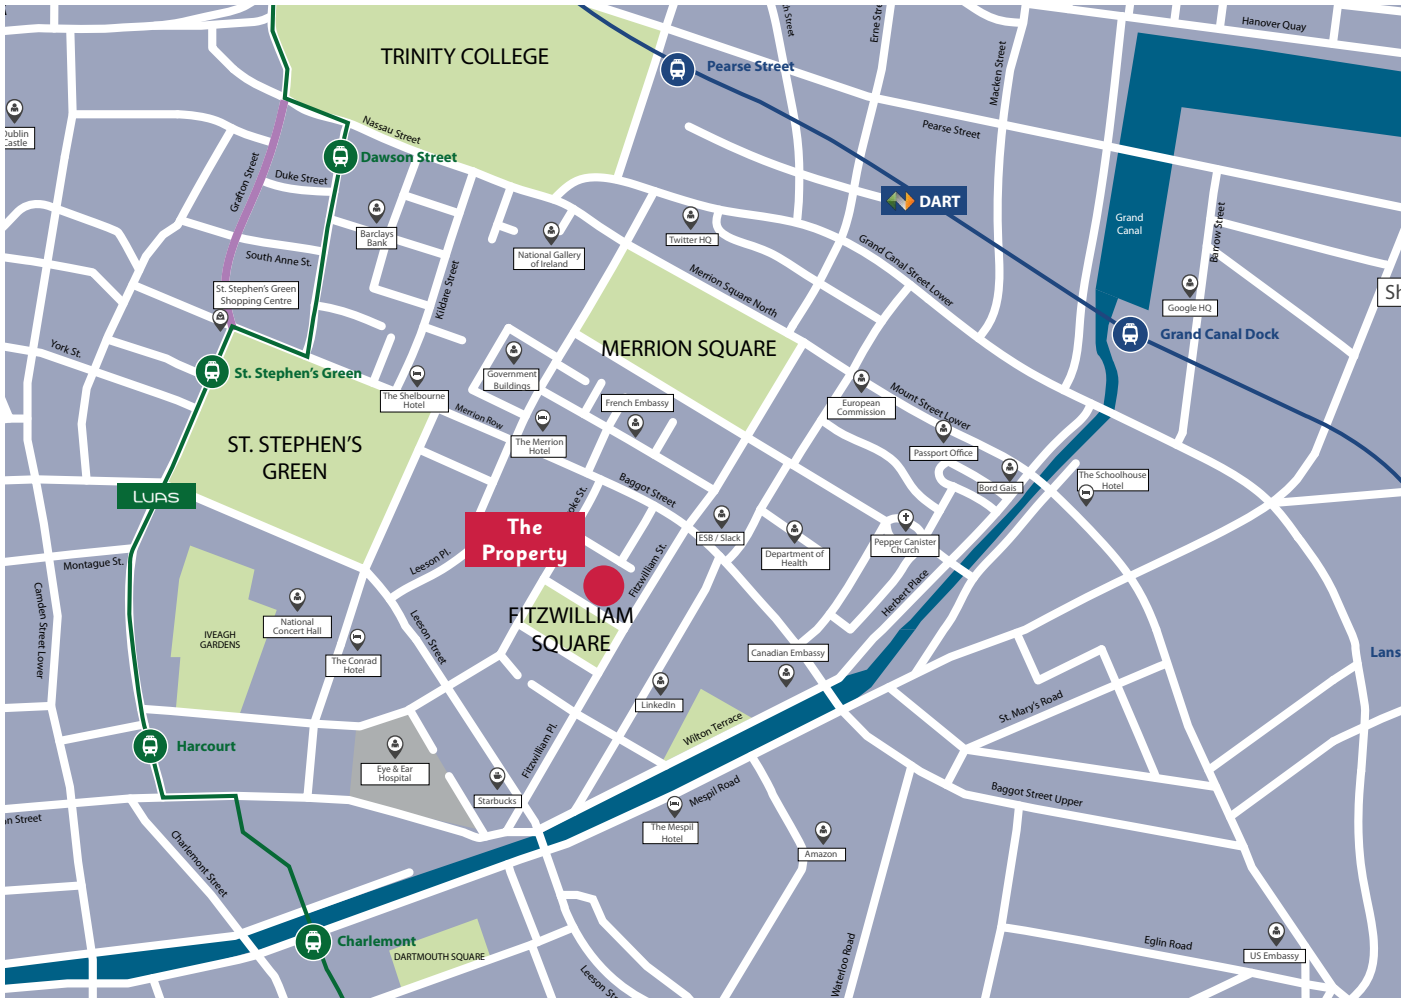 TRINITY COLLEGE
Pearse Street
Macken Street
Hanover Quay
Dublin
Castle
Nassau Street
Dawson Street
Pearse Street
Grafton Street
Duke Street
DART
Grand
Canal
Barrow Street
Barclays
Bank
Twitter HQ
National Gallery
of Ireland
South Anne St.
Kildare Street
Grand Canal Street Lower
Merrion Square North
St. Stephen's Green
Shopping Centre
Google HQ
Grand Canal Dock
York St.
St. Stephen's Green
MERRION SQUARE
Government
Buildings
The Shelbourne
Hotel
Merrion Row
French Embassy
European
Commission
Mount Street Lower
The Merrion
Hotel
Passport Office
ST. STEPHEN'S
GREEN
Baggot Street
Bord Gais
The Schoolhouse
Hotel
LUAS
oke St.
The
Property
ESB / Slack
Department of
Health
Pepper Canister
Church
Montague St.
Leeson Pl.
Fitzwilliam St.
Herbert Place
Camden Street Lower
National
Concert Hall
IVEAGH
GARDENS
Leeson Street
FITZWILLIAM
SQUARE
The Conrad
Hotel
Canadian Embassy
Lans
LinkedIn
St. Mary's Road
Wilton Terrace
Harcourt
Fitzwilliam Pl.
Eye & Ear
Hospital
Starbucks
Mespil Road
Baggot Street Upper
The Mespil
Hotel
Amazon
Charlemont Street
Charlemont
DARTMOUTH SQUARE
Waterloo Road
Eglin Road
US Embassy